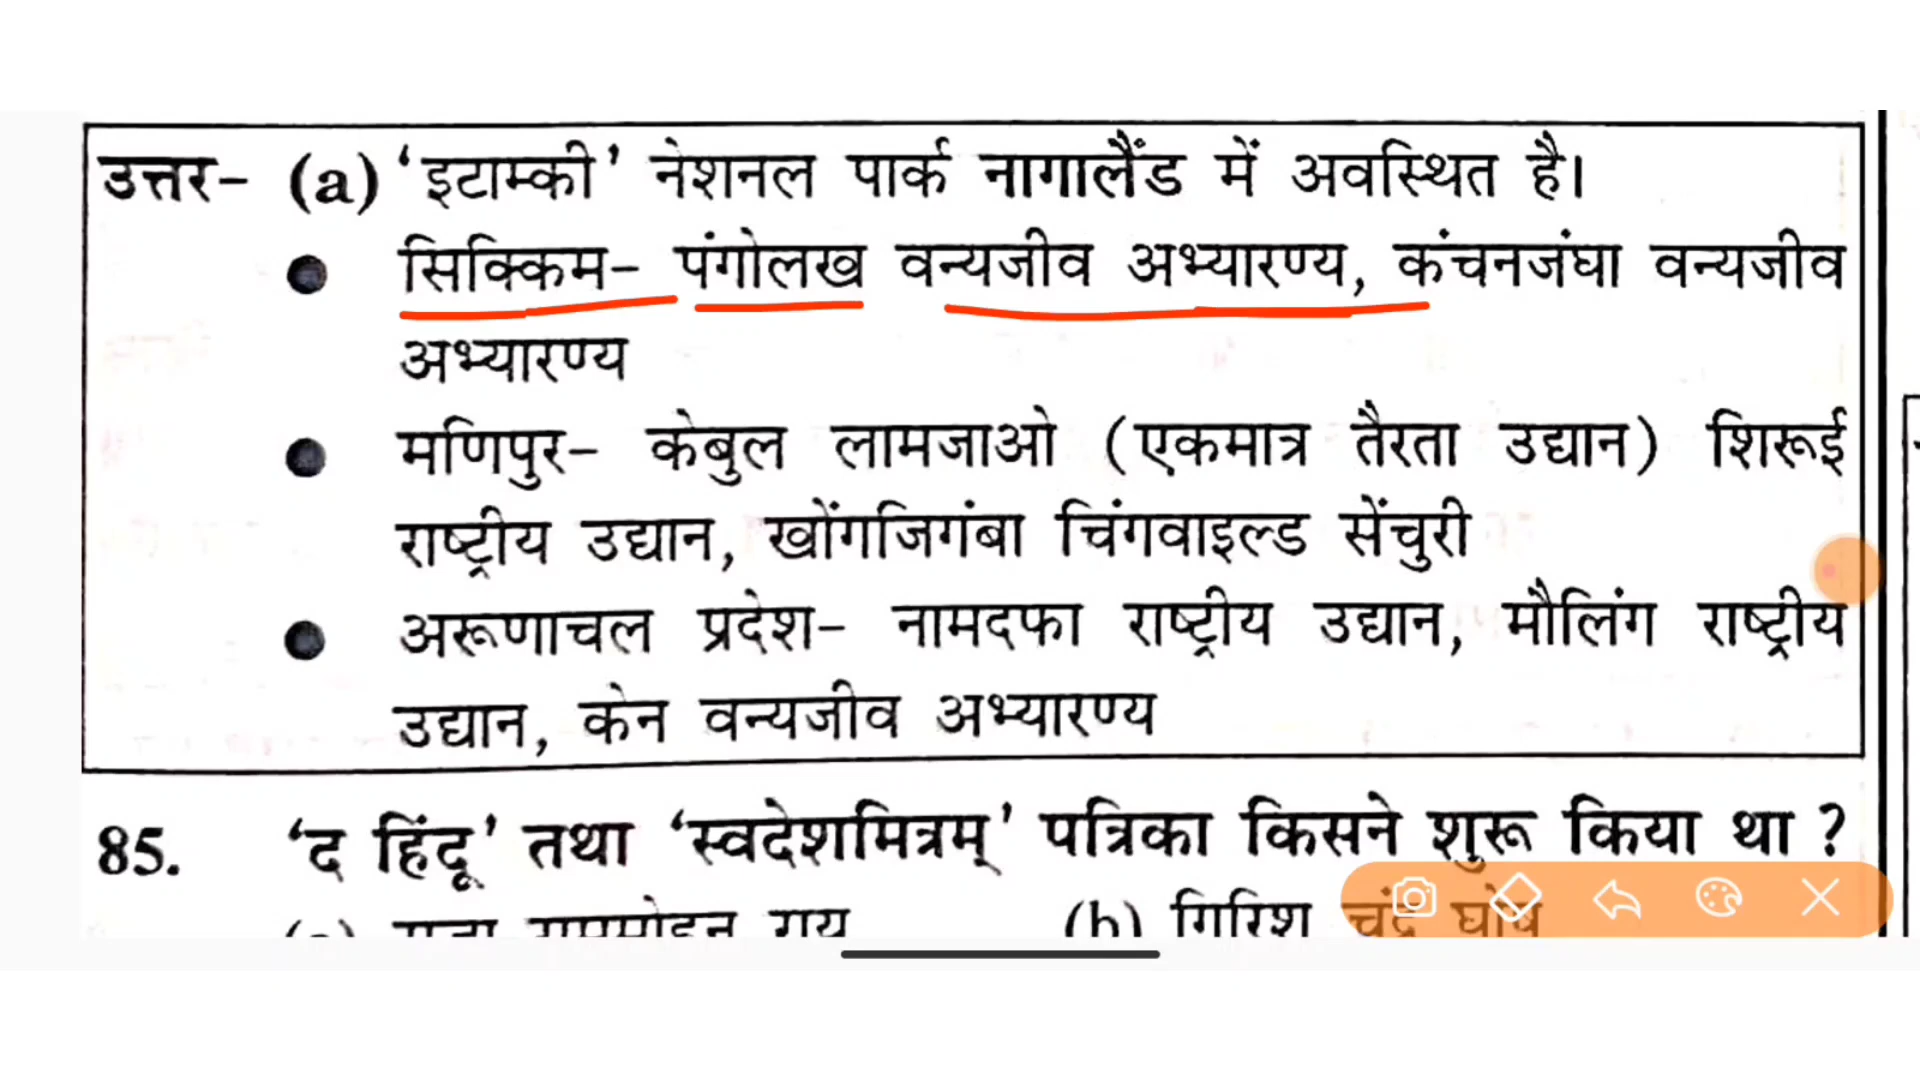 उत्तर- (a) ‘इटाम्की’ नेशनल पार्क नागालैंड में अवस्थित है।
● सिक्किम- पंगोलख वन्यजीव अभ्यारण्य, कंचनजंघा वन्यजीव
अभ्यारण्य
● मणिपुर- केबुल लामजाओ (एकमात्र तैरता उद्यान) शिरूई
राष्ट्रीय उद्यान, खोंगजिगंबा चिंगवाइल्ड सेंचुरी
● अरूणाचल प्रदेश- नामदफा राष्ट्रीय उद्यान, मौलिंग राष्ट्रीय
उद्यान, केन वन्यजीव अभ्यारण्य
85. ‘द हिंदू’ तथा ‘स्वदेशमित्रम्’ पत्रिका किसने शुरू किया था ?
(a) राजा राममोहन राय (b) गिरिश चंद्र घोष